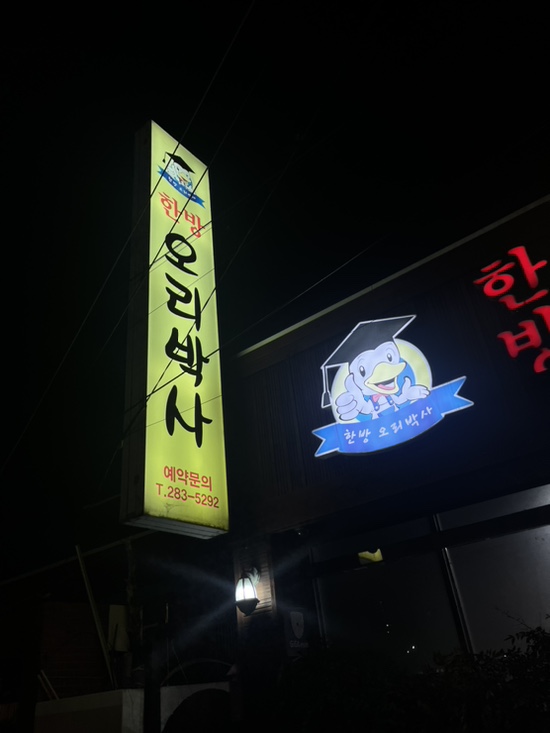 한방
오리박사
예약문의
T.283-5292
한방 오리박사
한방